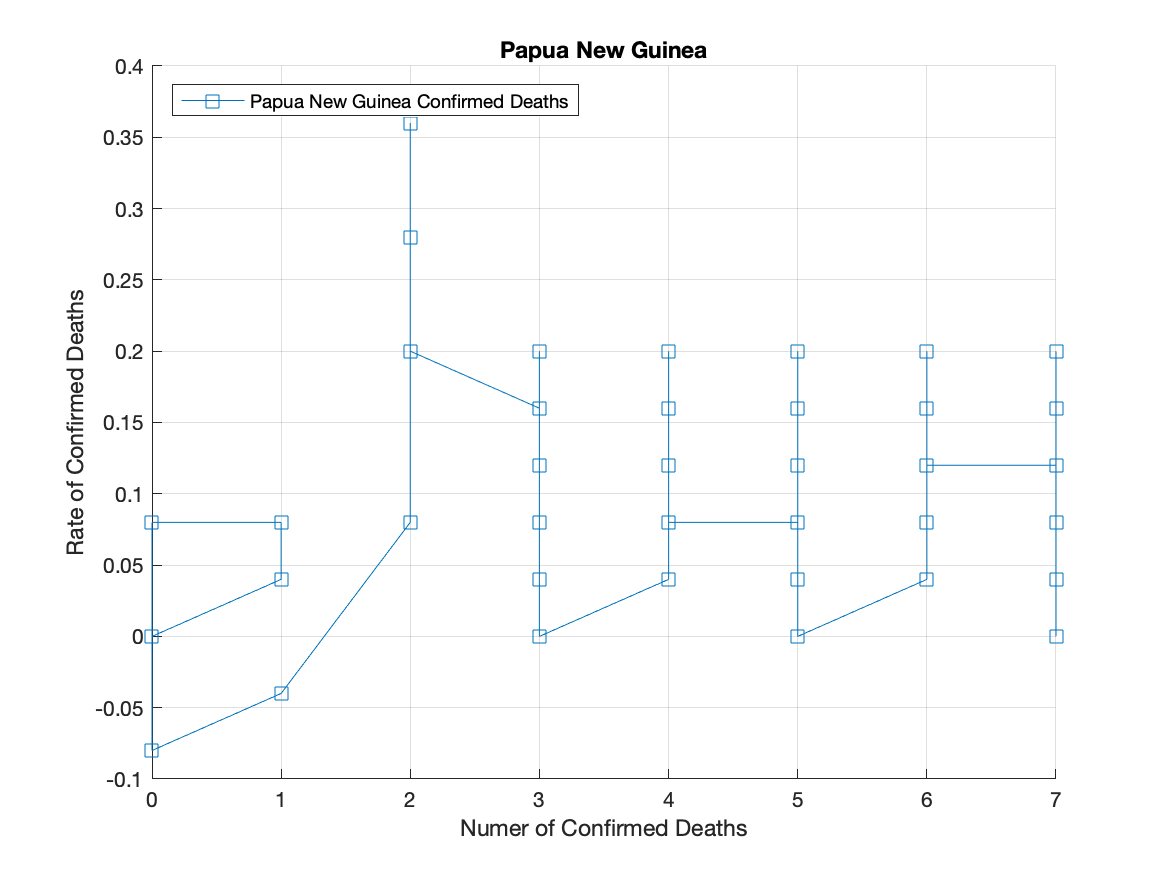 Papua New Guinea
Papua New Guinea Confirmed Deaths
0.4
0.35
0.3
0.25
0.2
0.15
0.1
0.05
0
-0.05
-0.1
Rate of Confirmed Deaths
0 1 2 3 4 5 6 7
Numer of Confirmed Deaths